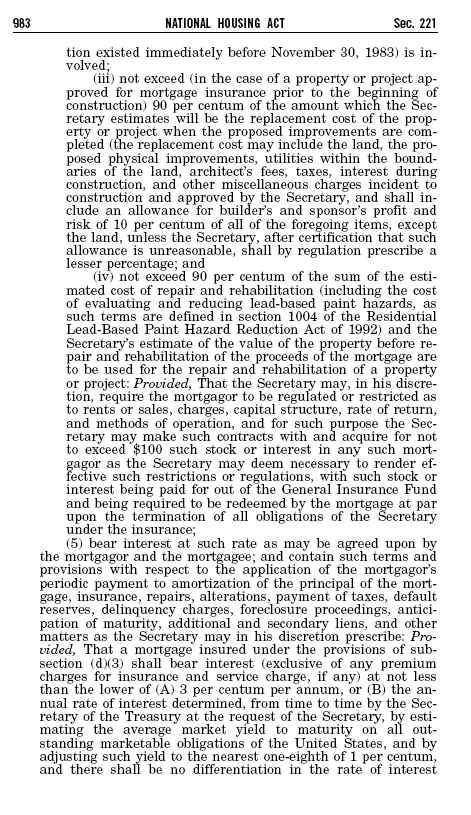 983 NATIONAL HOUSING ACT Sec. 221
tion existed immediately before November 30, 1983) is in-
volved;
(iii) not exceed (in the case of a property or project ap-
proved for mortgage insurance prior to the beginning of
construction) 90 per centum of the amount which the Sec-
retary estimates will be the replacement cost of the prop-
erty or project when the proposed improvements are com-
pleted (the replacement cost may include the land, the pro-
posed physical improvements, utilities within the bound-
aries of the land, architect's fees, taxes, interest during
construction, and other miscellaneous charges incident to
construction and approved by the Secretary, and shall in-
clude an allowance for builder's and sponsor's profit and
risk of 10 per centum of all of the foregoing items, except
the land, unless the Secretary, after certification that such
allowance is unreasonable, shall by regulation prescribe a
lesser percentage; and
(iv) not exceed 90 per centum of the sum of the esti-
mated cost of repair and rehabilitation (including the cost
of evaluating and reducing lead-based paint hazards, as
such terms are defined in section 1004 of the Residential
Lead-Based Paint Hazard Reduction Act of 1992) and the
Secretary's estimate of the value of the property before re-
pair and rehabilitation of the proceeds of the mortgage are
to be used for the repair and rehabilitation of a property
or project: Provided, That the Secretary may, in his discre-
tion, require the mortgagor to be regulated or restricted as
to rents or sales, charges, capital structure, rate of return,
and methods of operation, and for such purpose the Sec-
retary may make such contracts with and acquire for not
to exceed $100 such stock or interest in any such mort-
gagor as the Secretary may deem necessary to render ef-
fective such restrictions or regulations, with such stock or
interest being paid for out of the General Insurance Fund
and being required to be redeemed by the mortgage at par
upon the termination of all obligations of the Secretary
under the insurance;
(5) bear interest at such rate as may be agreed upon by
the mortgagor and the mortgagee; and contain such terms and
provisions with respect to the application of the mortgagor's
periodic payment to amortization of the principal of the mort-
gage, insurance, repairs, alterations, payment of taxes, default
reserves, delinquency charges, foreclosure proceedings, antici-
pation of maturity, additional and secondary liens, and other
matters as the Secretary may in his discretion prescribe: Pro-
vided, That a mortgage insured under the provisions of sub-
section (d)(3) shall bear interest (exclusive of any premium
charges for insurance and service charge, if any) at not less
than the lower of (A) 3 per centum per annum, or (B) the an-
nual rate of interest determined, from time to time by the Sec-
retary of the Treasury at the request of the Secretary, by esti-
mating the average market yield to maturity on all out-
standing marketable obligations of the United States, and by
adjusting such yield to the nearest one-eighth of 1 per centum,
and there shall be no differentiation in the rate of interest